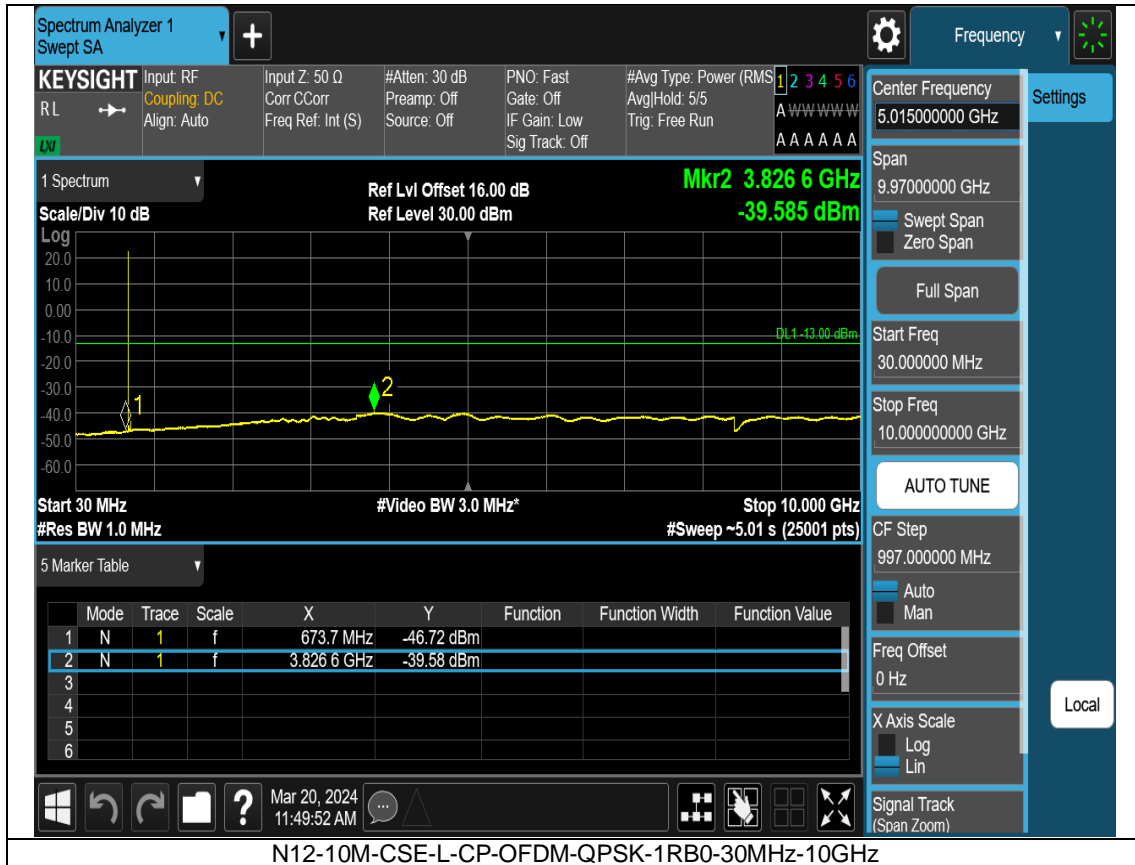 Spectrum Analyzer 1
Swept SA
+
Frequency
KEYSIGHT
RL
LXI
Input: RF
Coupling: DC
Align: Auto
Input Z: 50 Ω
Corr CCorr
Freq Ref: Int (S)
#Atten: 30 dB
Preamp: Off
Source: Off
PNO: Fast
Gate: Off
IF Gain: Low
Sig Track: Off
#Avg Type: Power (RMS
Avg|Hold: 5/5
Trig: Free Run
1 2 3 4 5 6
A W W W W W
A A A A A A
1 Spectrum
Scale/Div 10 dB
Ref Lvl Offset 16.00 dB
Ref Level 30.00 dBm
Mkr2 3.826 6 GHz
-39.585 dBm
Log
20.0
10.0
0.00
-10.0
-20.0
-30.0
-40.0
-50.0
-60.0
DL1 -13.00 dBm
1
2
Start 30 MHz
#Res BW 1.0 MHz
#Video BW 3.0 MHz*
Stop 10.000 GHz
#Sweep ~5.01 s (25001 pts)
5 Marker Table
Mode Trace Scale X Y Function Function Width Function Value
1 N 1 f 673.7 MHz -46.72 dBm
2 N 1 f 3.826 6 GHz -39.58 dBm
3
4
5
6
?
Mar 20, 2024
11:49:52 AM
Center Frequency
5.015000000 GHz
Settings
Span
9.97000000 GHz
Swept Span
Zero Span
Full Span
Start Freq
30.000000 MHz
Stop Freq
10.000000000 GHz
AUTO TUNE
CF Step
997.000000 MHz
Auto
Man
Freq Offset
0 Hz
X Axis Scale
Log
Lin
Local
Signal Track
(Span Zoom)
N12-10M-CSE-L-CP-OFDM-QPSK-1RB0-30MHz-10GHz